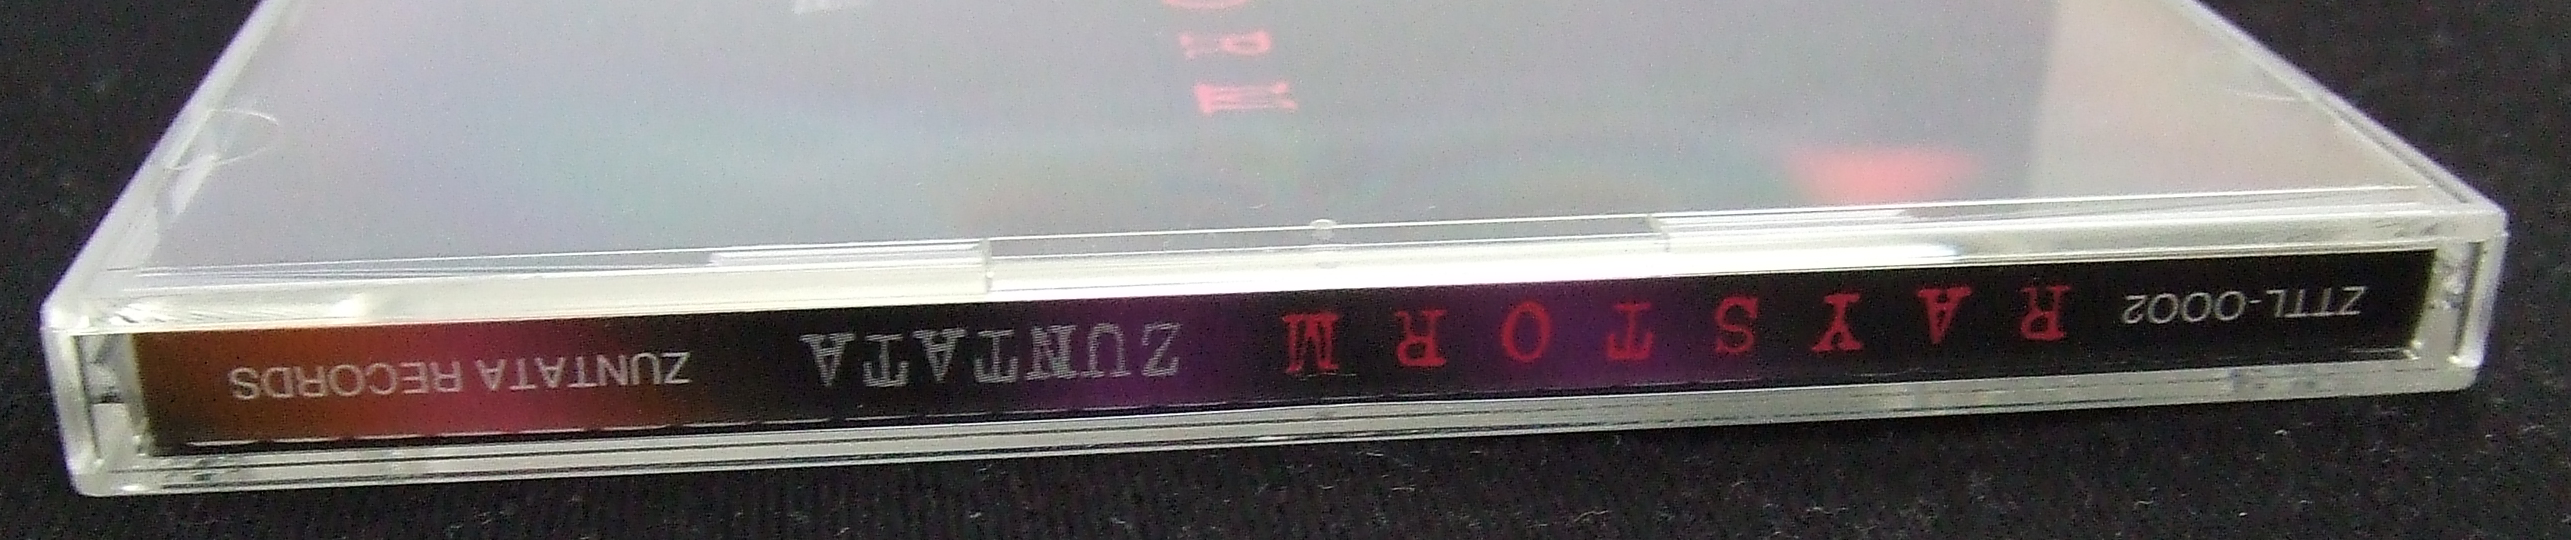 ZTTL-0002 RAYSTORM ZUNTATA ZUNTATA RECORDS